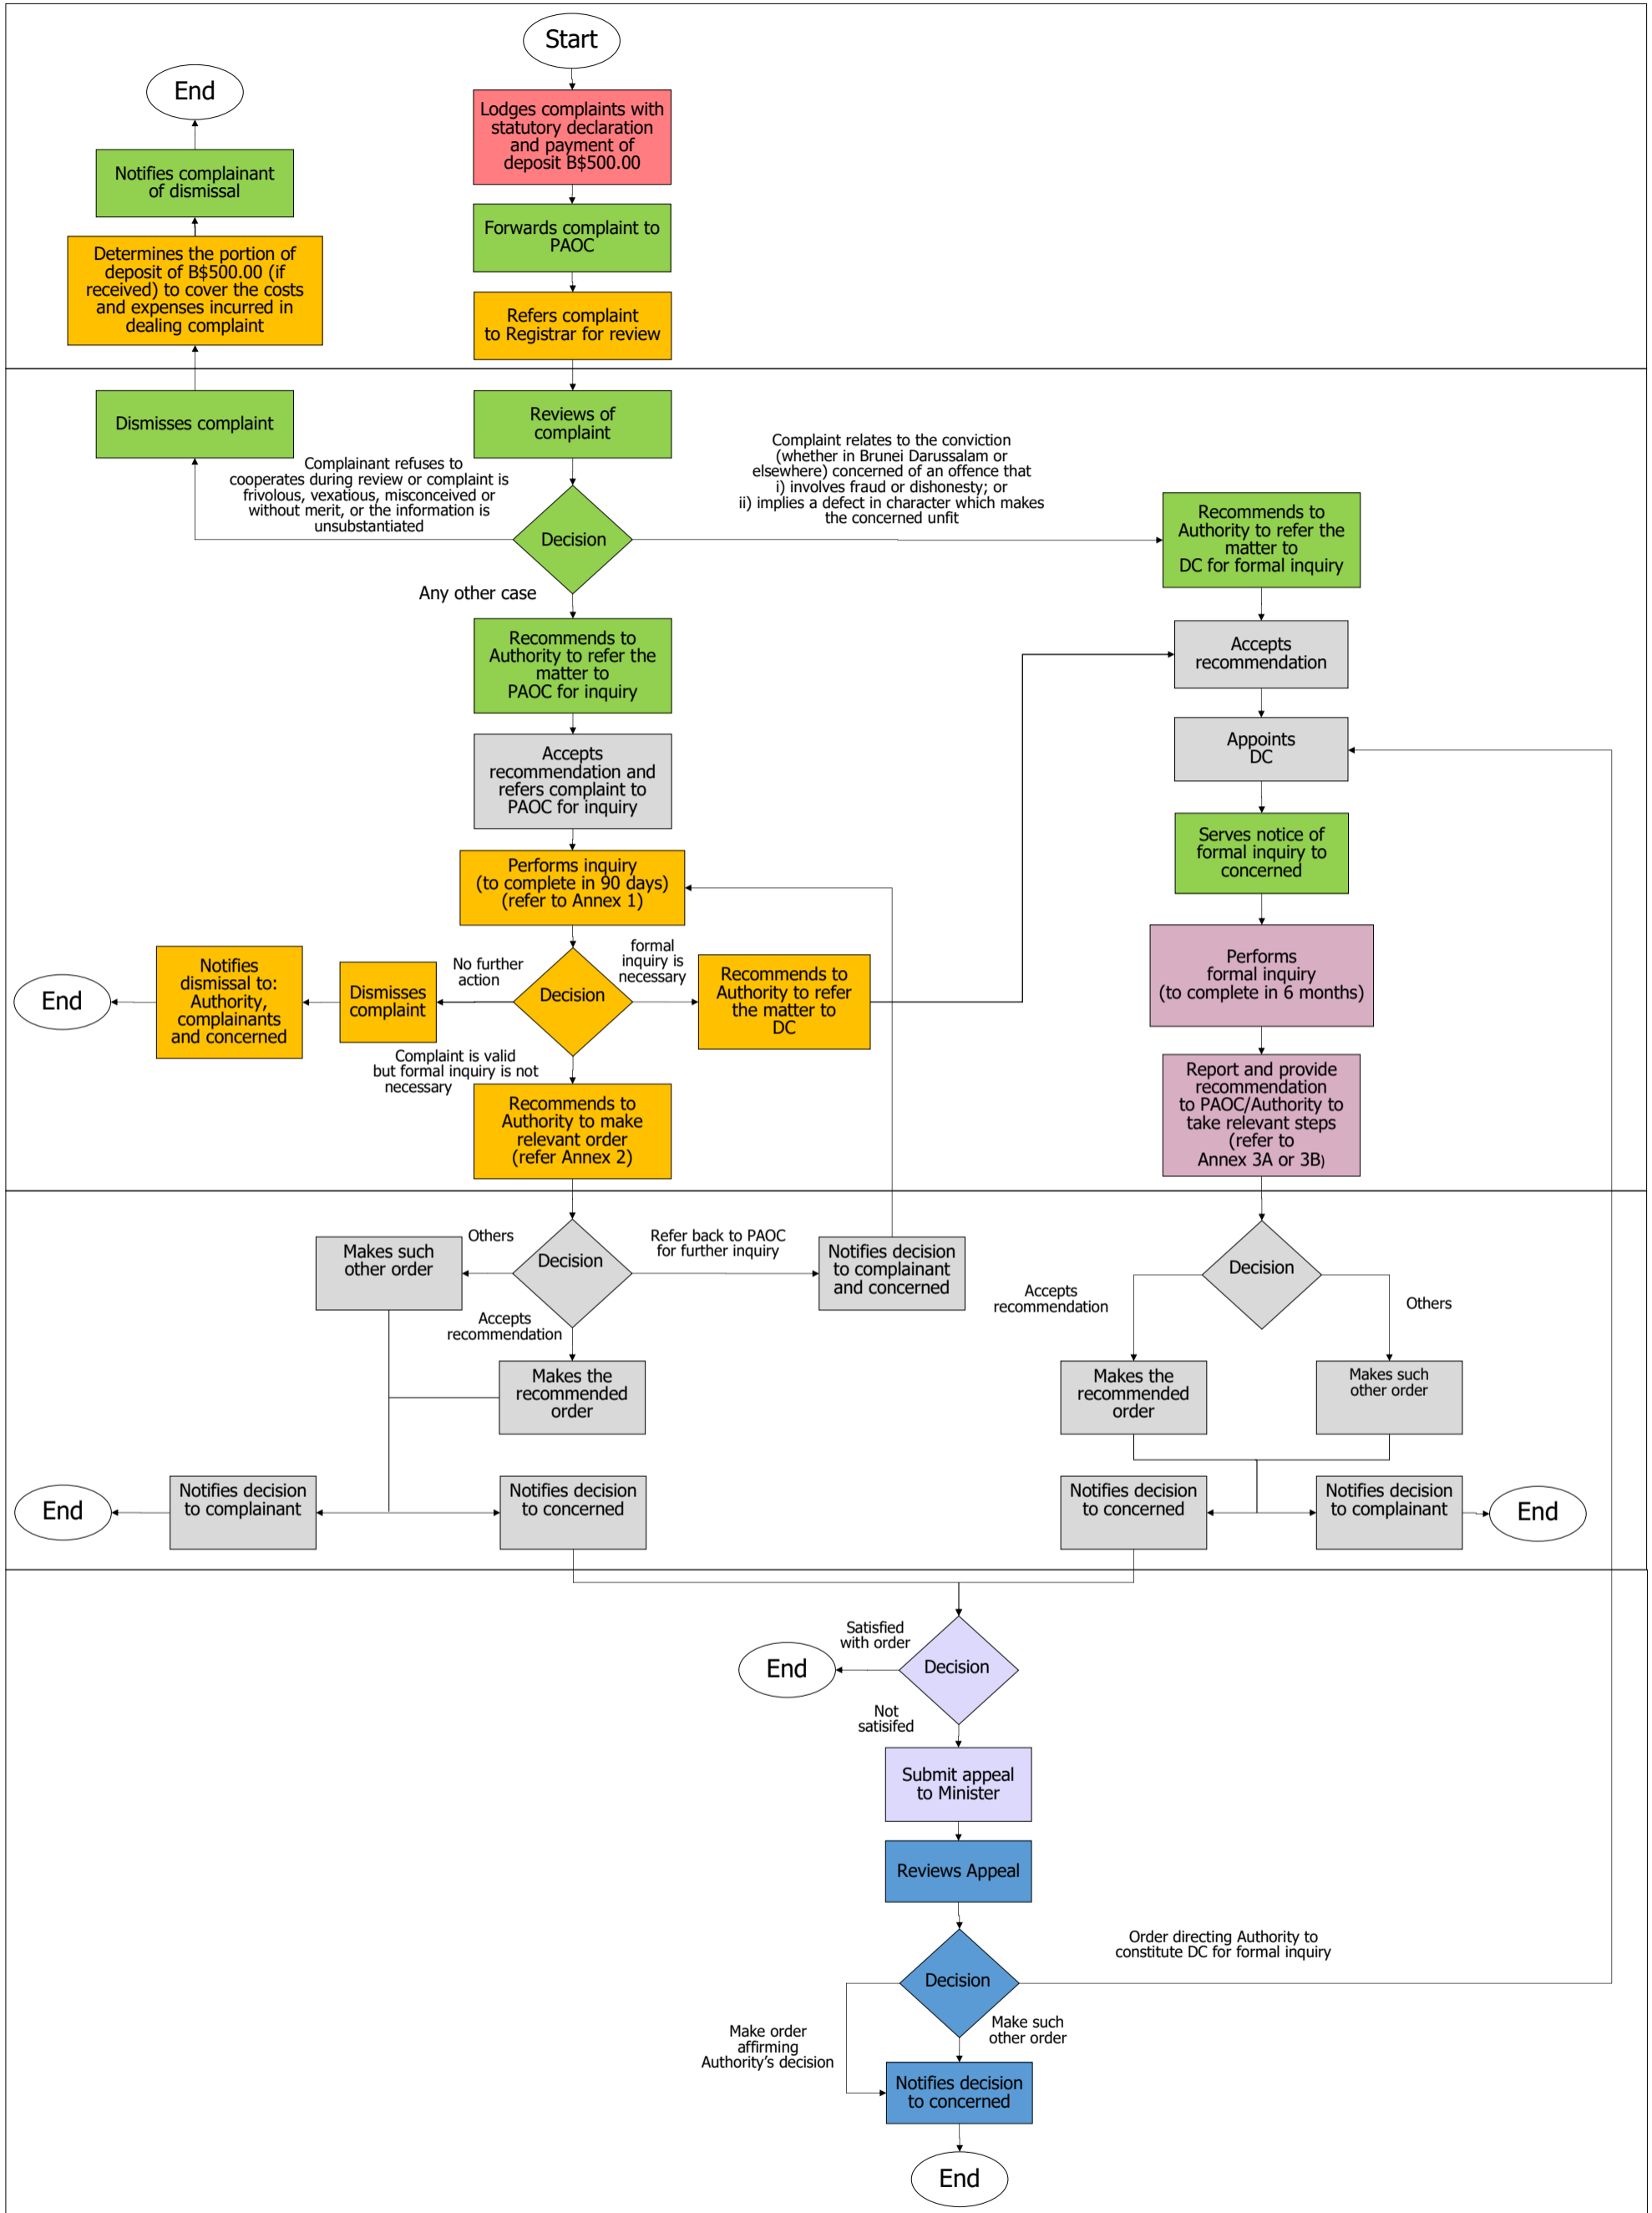 Start
End
Lodges complaints with
statutory declaration
and payment of
deposit B$500.00
Notifies complainant
of dismissal
Forwards complaint to
PAOC
Determines the portion of
deposit of B$500.00 (if
received) to cover the costs
and expenses incurred in
dealing complaint
Refers complaint
to Registrar for review
Dismisses complaint
Reviews of
complaint
Complainant refuses to
cooperates during review or complaint is
frivolous, vexatious, misconceived or
without merit, or the information is
unsubstantiated
Decision
Complaint relates to the conviction
(whether in Brunei Darussalam or
elsewhere) concerned of an offence that
i) involves fraud or dishonesty; or
ii) implies a defect in character which makes
the concerned unfit
Recommends to
Authority to refer the
matter to
DC for formal inquiry
Any other case
Recommends to
Authority to refer the
matter to
PAOC for inquiry
Accepts
recommendation
Accepts
recommendation and
refers complaint to
PAOC for inquiry
Appoints
DC
Serves notice of
formal inquiry to
concerned
Performs inquiry
(to complete in 90 days)
(refer to Annex 1)
End
Notifies
dismissal to:
Authority,
complainants
and concerned
Dismisses
complaint
No further
action
Decision
formal
inquiry is
necessary
Recommends to
Authority to refer
the matter to
DC
Performs
formal inquiry
(to complete in 6 months)
Complaint is valid
but formal inquiry is not
necessary
Recommends to
Authority to make
relevant order
(refer Annex 2)
Report and provide
recommendation
to PAOC/Authority to
take relevant steps
(refer to
Annex 3A or 3B)
Makes such
other order
Others
Decision
Refer back to PAOC
for further inquiry
Notifies decision
to complainant
and concerned
Accepts
recommendation
Decision
Others
Accepts
recommendation
Makes the
recommended
order
Makes the
recommended
order
Makes such
other order
End
Notifies decision
to complainant
Notifies decision
to concerned
Notifies decision
to concerned
Notifies decision
to complainant
End
Satisfied
with order
End
Decision
Not
satisifed
Submit appeal
to Minister
Reviews Appeal
Decision
Order directing Authority to
constitute DC for formal inquiry
Make order
affirming
Authority's decision
Make such
other order
Notifies decision
to concerned
End